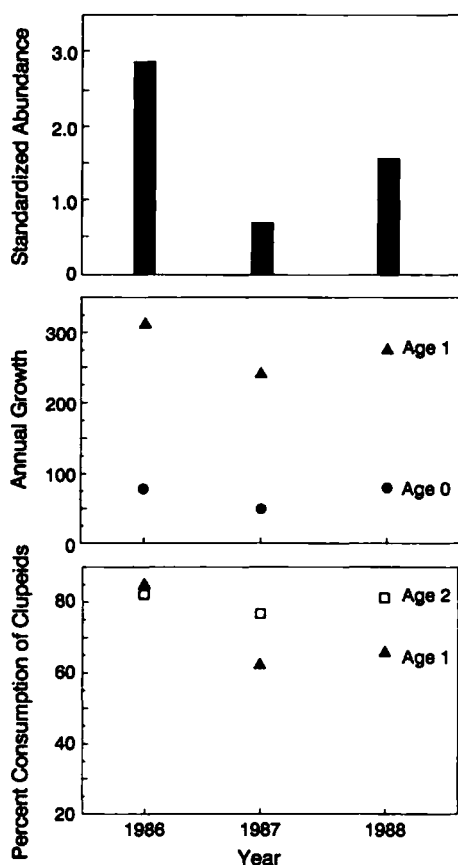 Standardized Abundance
3.0
2.0
1.0
0
Annual Growth
300
200
100
0
Age 1
Age 0
Percent Consumption of Clupeids
80
60
40
20
Age 2
Age 1
1986
1987
1988
Year